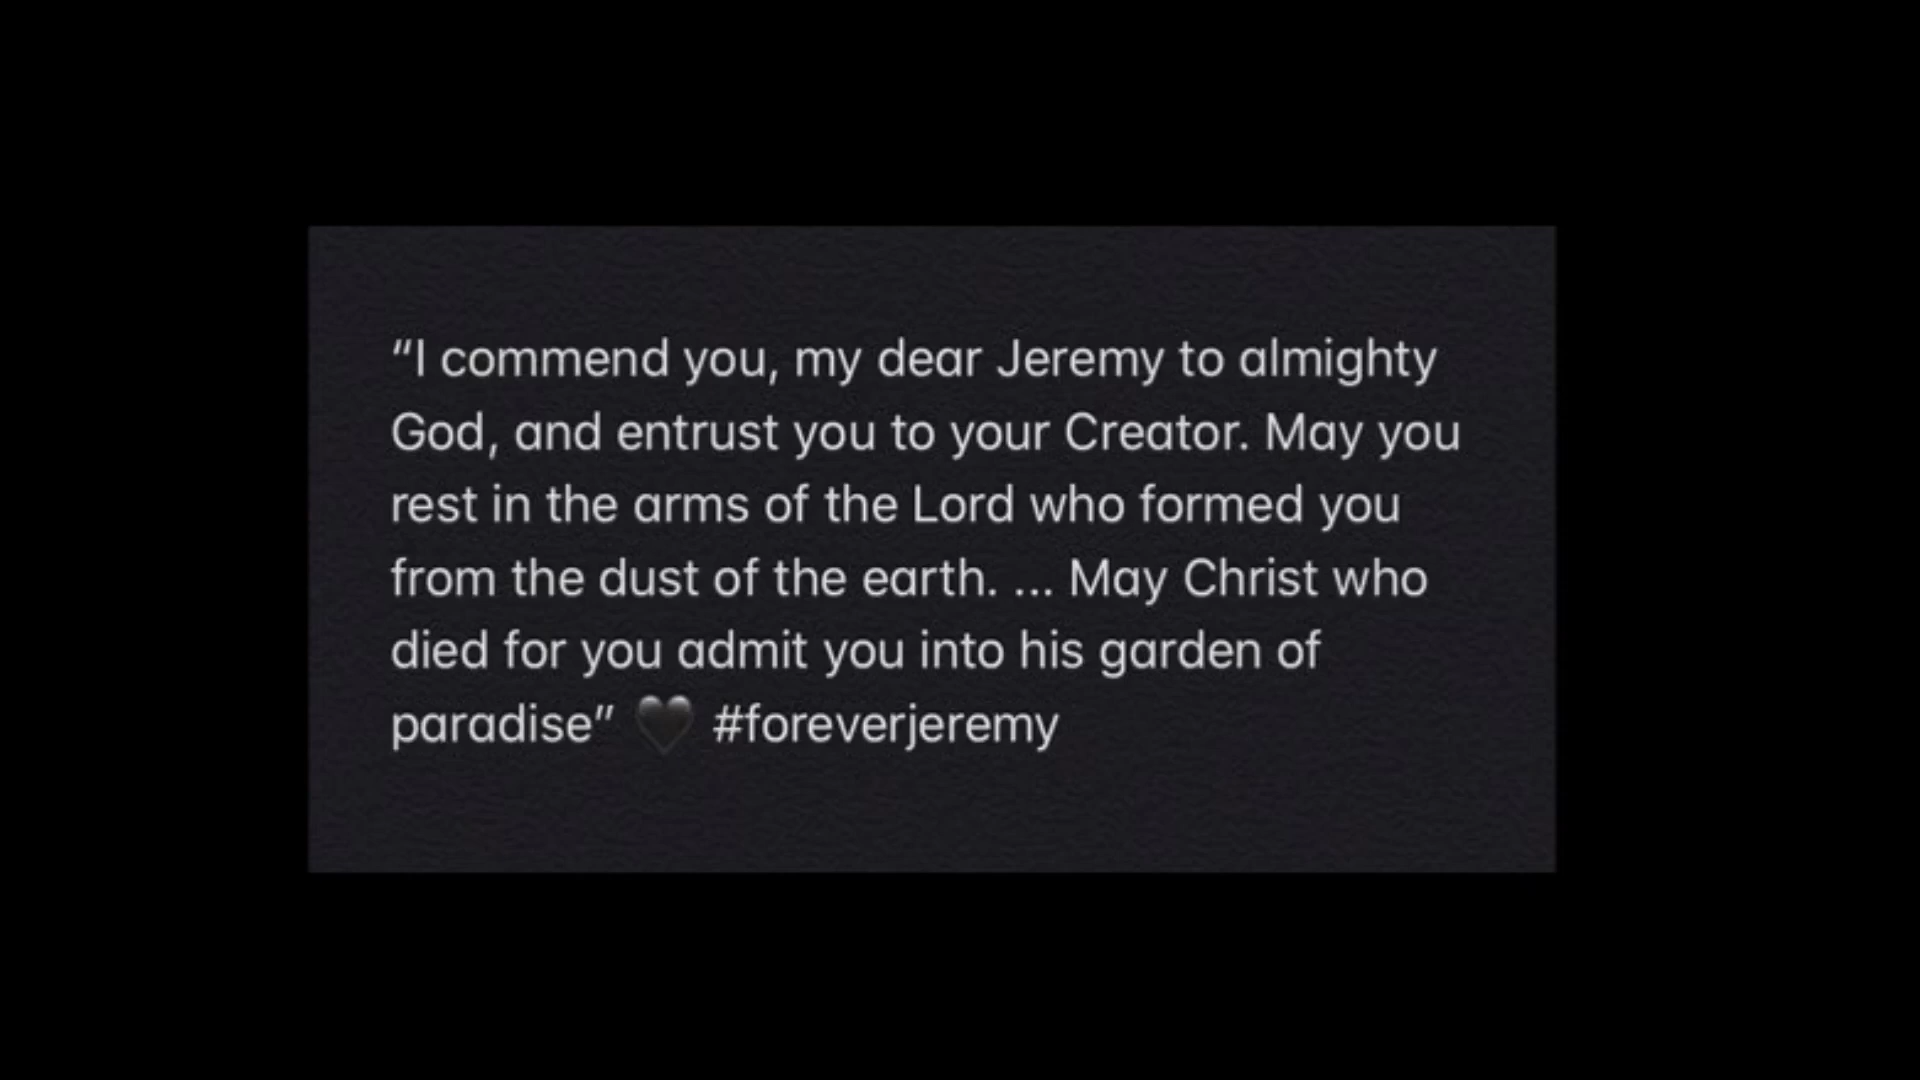 “I commend you, my dear Jeremy to almighty
God, and entrust you to your Creator. May you
rest in the arms of the Lord who formed you
from the dust of the earth. ... May Christ who
died for you admit you into his garden of
paradise” 🖤 #foreverjeremy